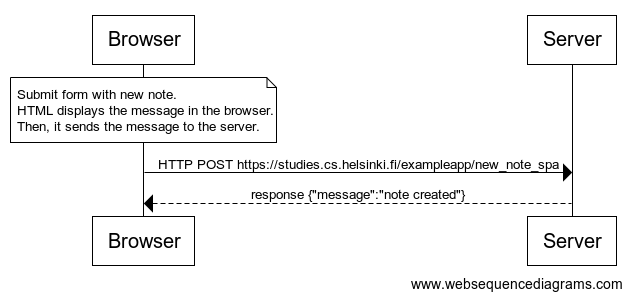 Browser
Server
Submit form with new note.
HTML displays the message in the browser.
Then, it sends the message to the server.
HTTP POST https://studies.cs.helsinki.fi/exampleapp/new_note_spa
response {"message":"note created"}
Browser
Server
www.websequencediagrams.com